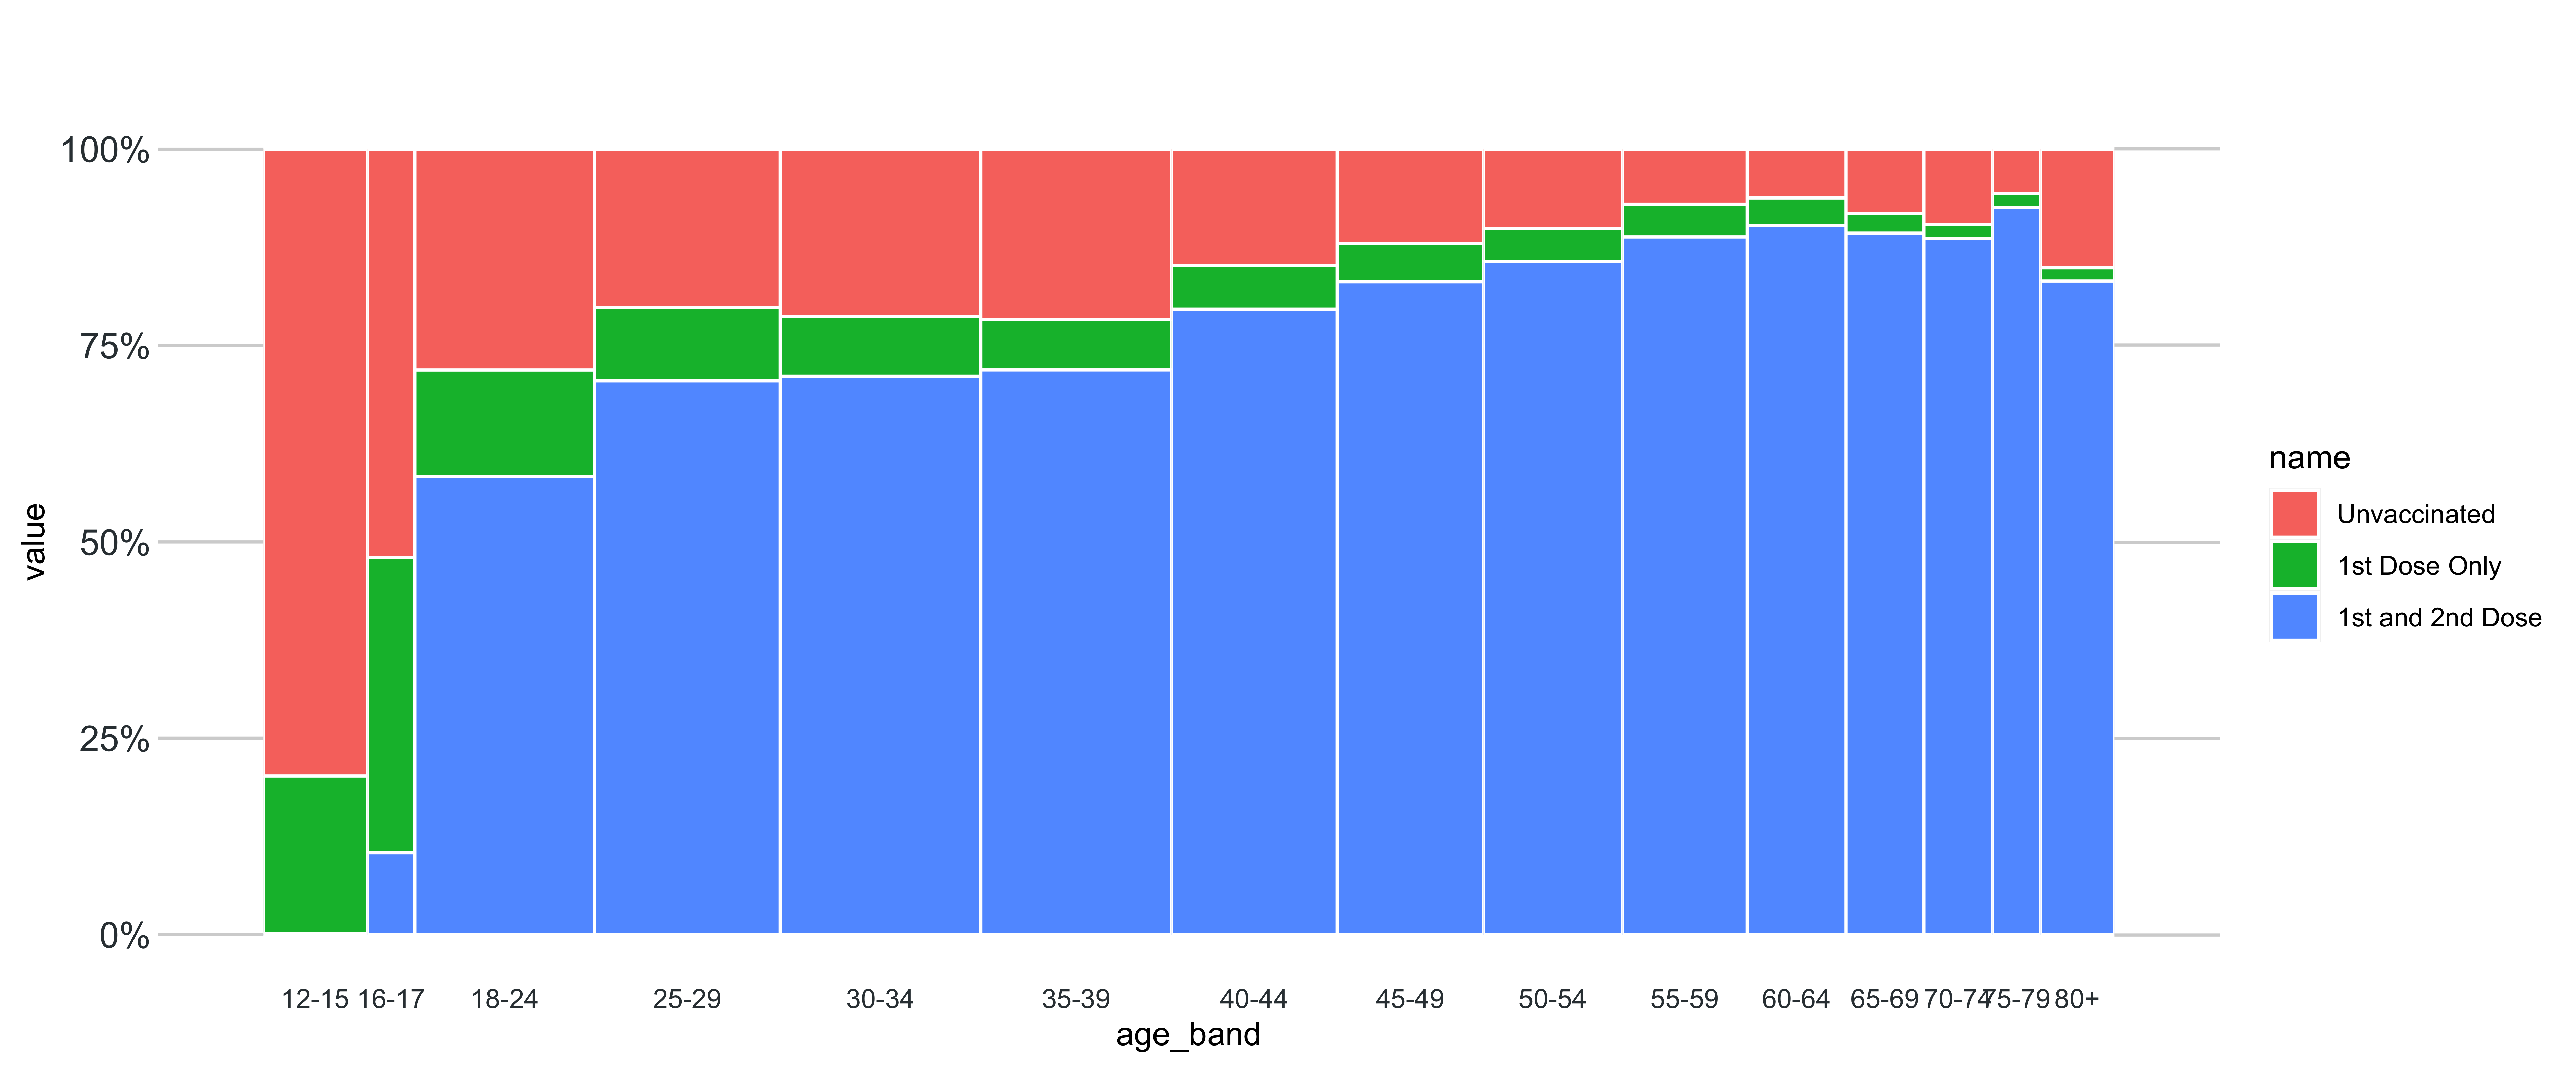 100%
75%
50%
25%
0%
value
12-15 16-17 18-24 25-29 30-34 35-39 40-44 45-49 50-54 55-59 60-64 65-69 70-74 75-79 80+
age_band
name
Unvaccinated
1st Dose Only
1st and 2nd Dose